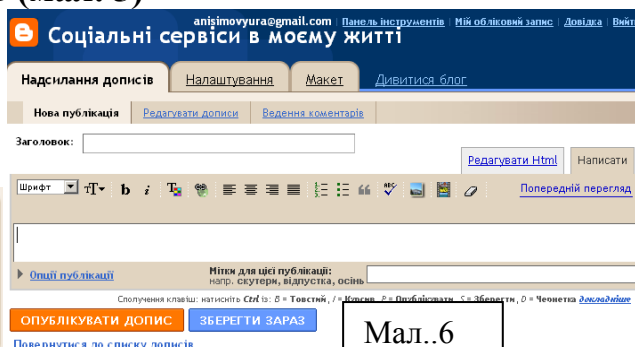 anisimovyura@gmail.com | Панель інструментів | Мій обліковий запис | Довідка | Вийти
Соціальні сервіси в моєму житті
Надсилання дописів Налаштування Макет Дивитися блог
Нова публікація Редагувати дописи Ведення коментарів
Заголовок:
Редагувати Html Написати
Шрифт b i ABC Попередній перегляд
Опції публікації Мітки для цієї публікації:
напр. скутери, відпустка, осінь
Сполучення клавіш: натисніть Ctrl із: B = Товстий, I = Курсив, P = Опублікувати, S = Зберегти, D = Чернетка докладніше
ОПУБЛІКУВАТИ ДОПИС ЗБЕРЕГТИ ЗАРАЗ
Мал..6
Повернутися до списку дописів